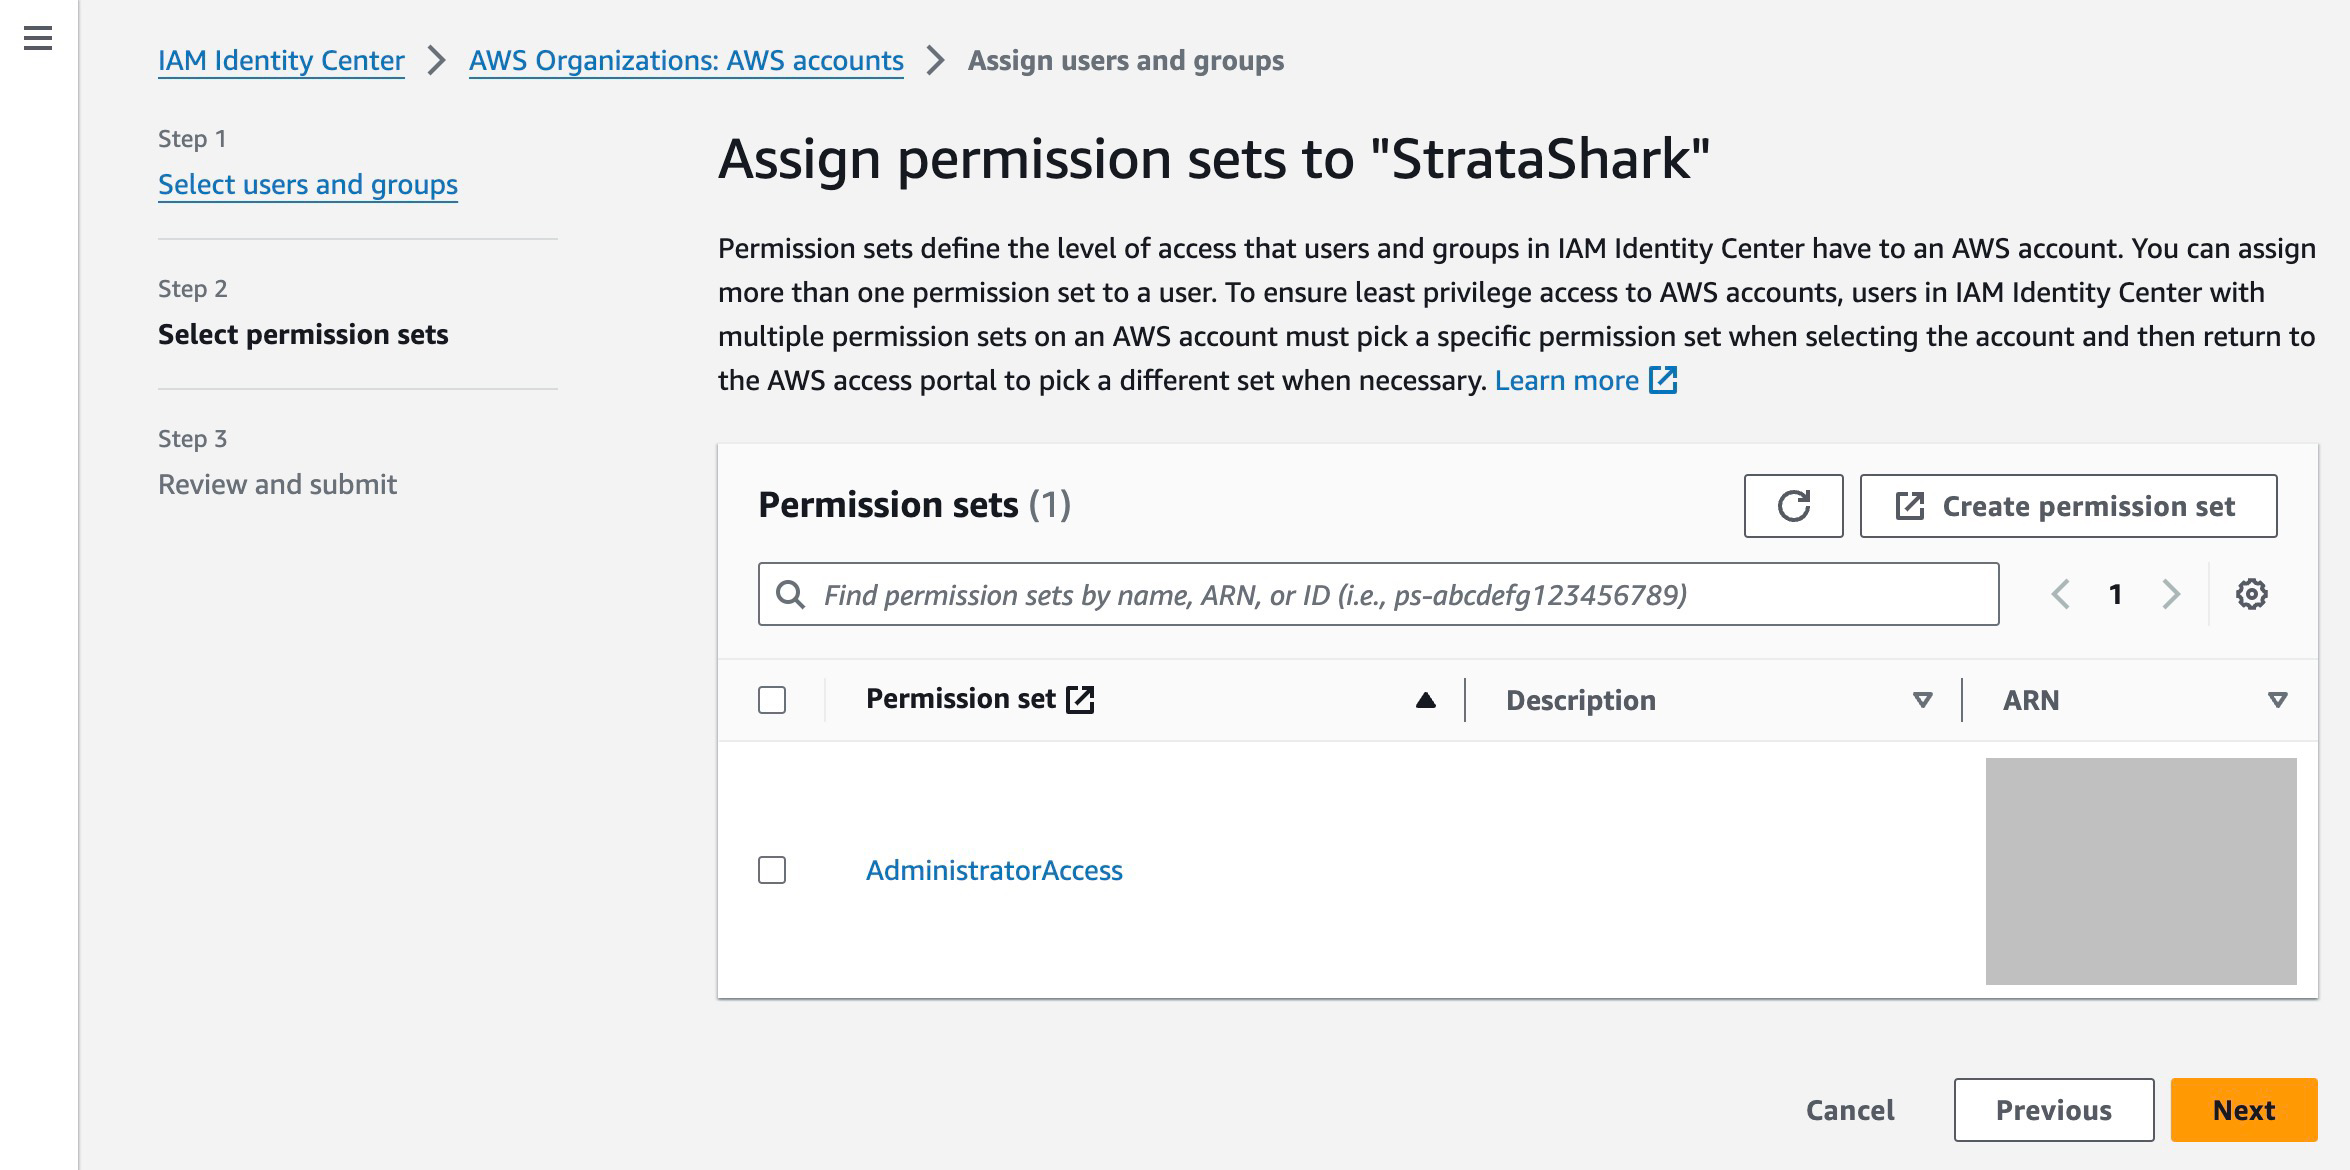 IAM Identity Center > AWS Organizations: AWS accounts > Assign users and groups
Step 1
Select users and groups
Step 2
Select permission sets
Step 3
Review and submit
Assign permission sets to "StrataShark"
Permission sets define the level of access that users and groups in IAM Identity Center have to an AWS account. You can assign
more than one permission set to a user. To ensure least privilege access to AWS accounts, users in IAM Identity Center with
multiple permission sets on an AWS account must pick a specific permission set when selecting the account and then return to
the AWS access portal to pick a different set when necessary. Learn more
Permission sets (1)
Create permission set
Find permission sets by name, ARN, or ID (i.e., ps-abcdefg123456789)
1
Permission set Description ARN
AdministratorAccess
Cancel Previous Next